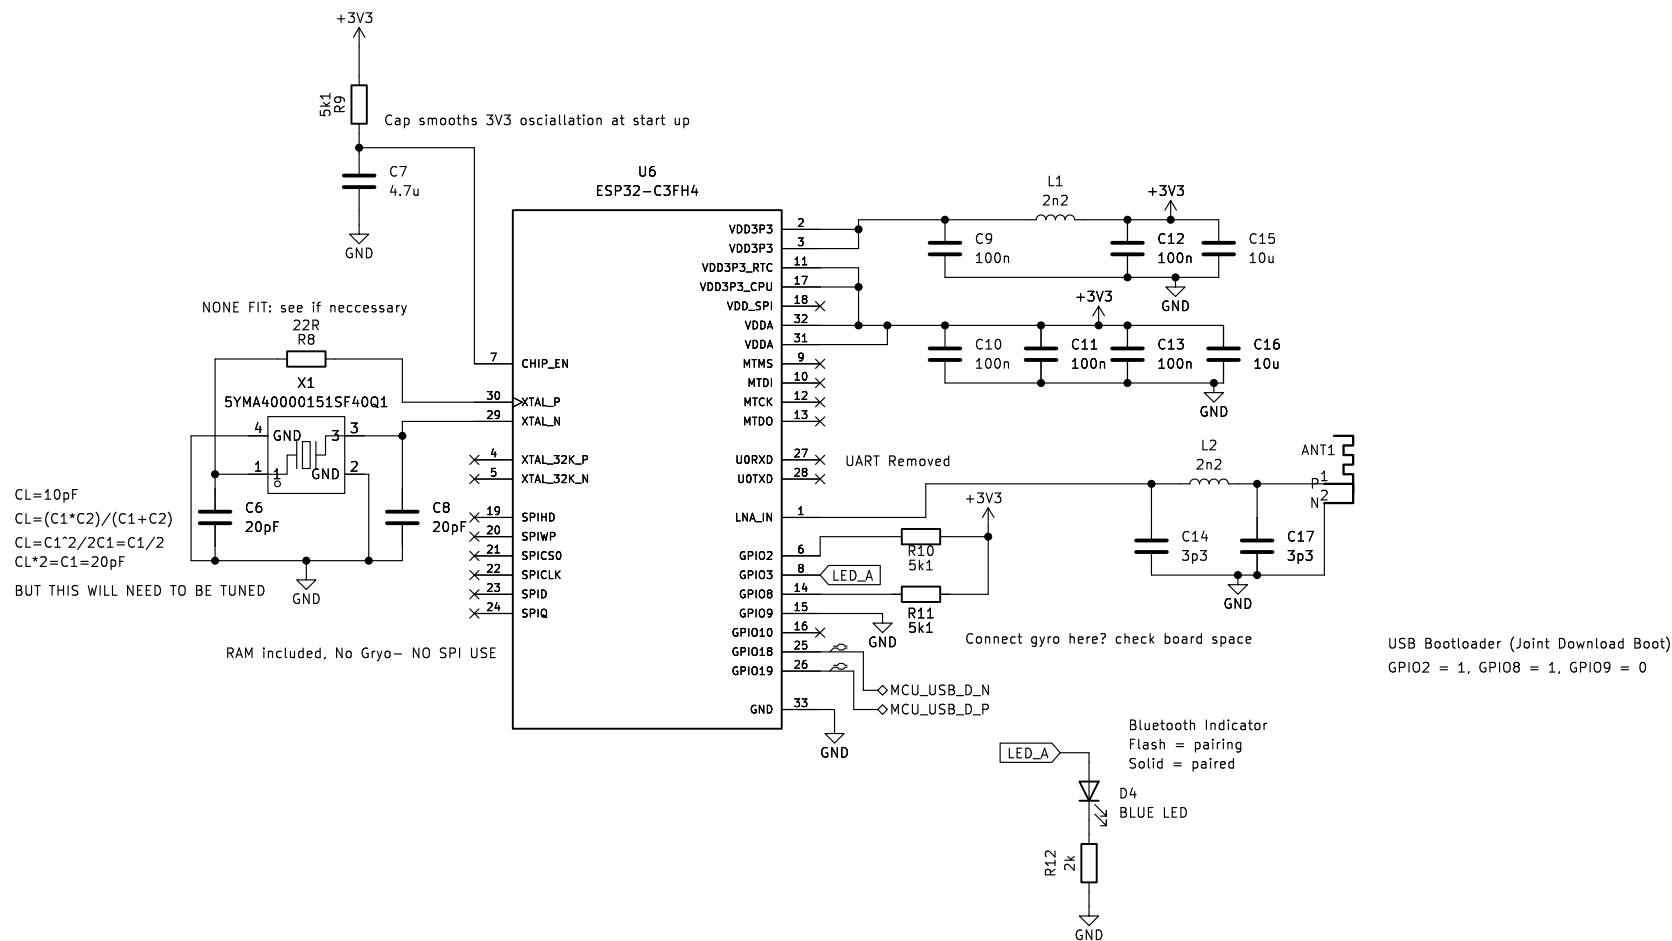 +3V3
5k1
R9
Cap smooths 3V3 osciallation at start up
C7
4.7u
GND
U6
ESP32-C3FH4
NONE FIT: see if neccessary
22R
R8
X1
5YMA40000151SF40Q1
4 GND 3 3
1 1 GND 2
C6
20pF
C8
20pF
GND
CL=10pF
CL=(C1*C2)/(C1+C2)
CL=C1^2/2C1=C1/2
CL*2=C1=20pF
BUT THIS WILL NEED TO BE TUNED
RAM included, No Gryo- NO SPI USE
7 CHIP_EN
30 XTAL_P
29 XTAL_N
4 XTAL_32K_P
5 XTAL_32K_N
19 SPIHD
20 SPIWP
21 SPICS0
22 SPICLK
23 SPID
24 SPIQ
VDD3P3 2
VDD3P3 3
VDD3P3_RTC 11
VDD3P3_CPU 17
VDD_SPI 18
VDDA 32
VDDA 31
MTMS 9
MTDI 10
MTCK 12
MTDO 13
U0RXD 27
U0TXD 28
LNA_IN 1
GPIO2 6
GPIO3 8
GPIO8 14
GPIO9 15
GPIO10 16
GPIO18 25
GPIO19 26
GND 33
GND
L1
2n2
+3V3
C9
100n
C12
100n
C15
10u
GND
+3V3
C10
100n
C11
100n
C13
100n
C16
10u
GND
UART Removed
L2
2n2
ANT1
P 1
N 2
C14
3p3
C17
3p3
GND
+3V3
R10
5k1
LED_A
R11
5k1
GND
Connect gyro here? check board space
MCU_USB_D_N
MCU_USB_D_P
USB Bootloader (Joint Download Boot)
GPIO2 = 1, GPIO8 = 1, GPIO9 = 0
Bluetooth Indicator
Flash = pairing
Solid = paired
LED_A
D4
BLUE LED
R12
2k
GND